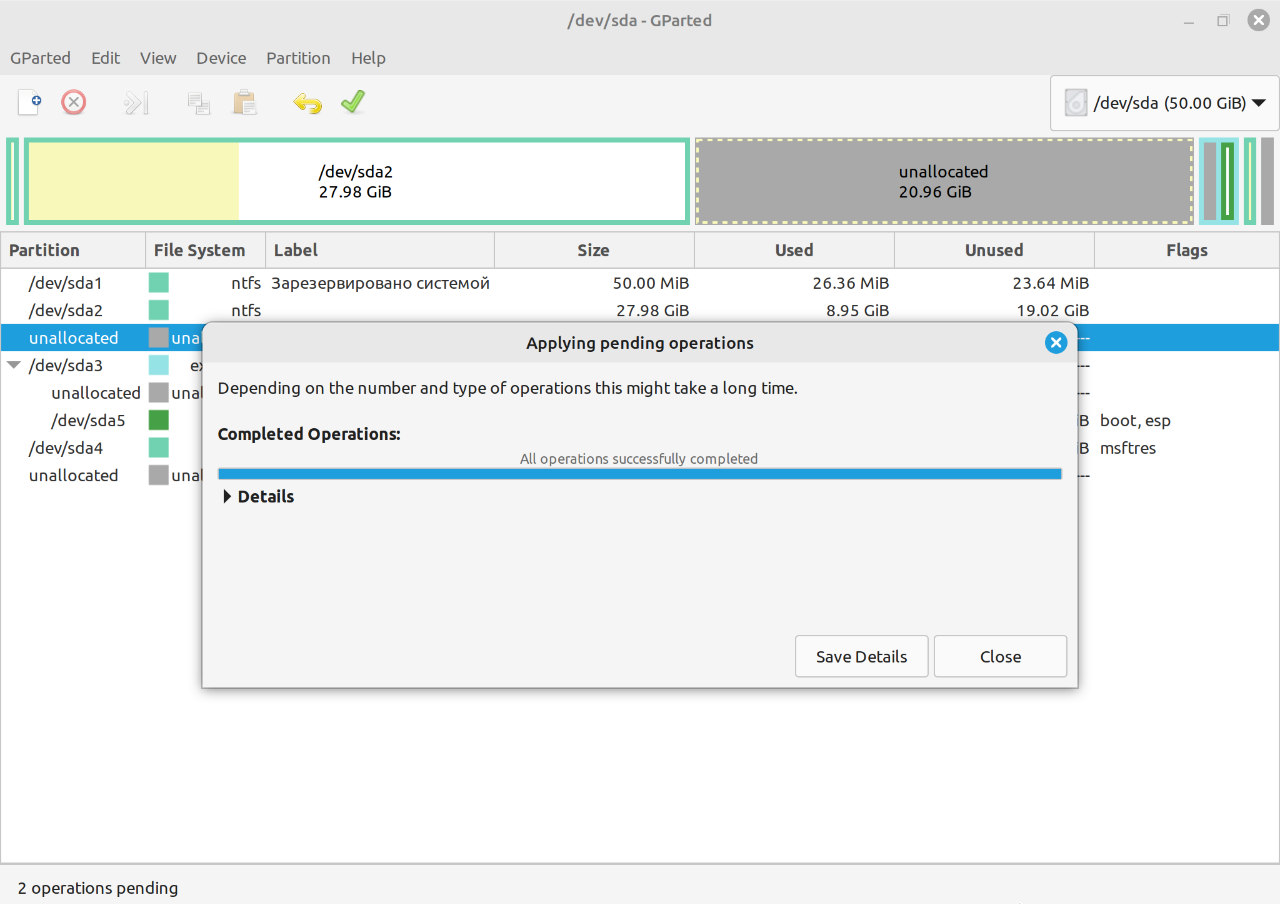 /dev/sda - GParted
GParted Edit View Device Partition Help
/dev/sda (50.00 GiB)
/dev/sda2
27.98 GiB
unallocated
20.96 GiB
Partition File System Label Size Used Unused Flags
/dev/sda1 ntfs Зарезервировано системой 50.00 MiB 26.36 MiB 23.64 MiB
/dev/sda2 ntfs 27.98 GiB 8.95 GiB 19.02 GiB
unallocated una ---
/dev/sda3 ex ---
unallocated una ---
/dev/sda5 B boot, esp
/dev/sda4 B msftres
unallocated una ---
Applying pending operations
Depending on the number and type of operations this might take a long time.
Completed Operations:
All operations successfully completed
Details
Save Details Close
2 operations pending